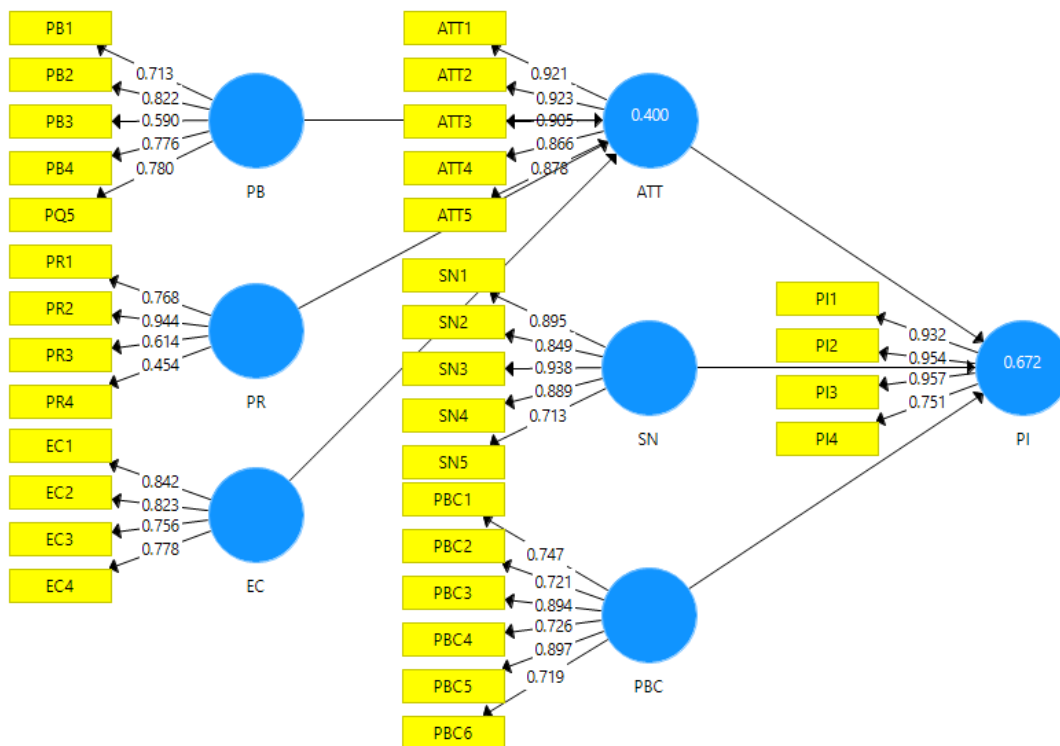 PB1
PB2
PB3
PB4
PQ5
0.713
0.822
0.590
0.776
0.780
PB
PR1
PR2
PR3
PR4
0.768
0.944
0.614
0.454
PR
EC1
EC2
EC3
EC4
0.842
0.823
0.756
0.778
EC
ATT1
ATT2
ATT3
ATT4
ATT5
0.921
0.923
0.905
0.866
0.878
0.400
ATT
SN1
SN2
SN3
SN4
SN5
0.895
0.849
0.938
0.889
0.713
SN
PBC1
PBC2
PBC3
PBC4
PBC5
PBC6
0.747
0.721
0.894
0.726
0.897
0.719
PBC
PI1
PI2
PI3
PI4
0.932
0.954
0.957
0.751
0.672
PI